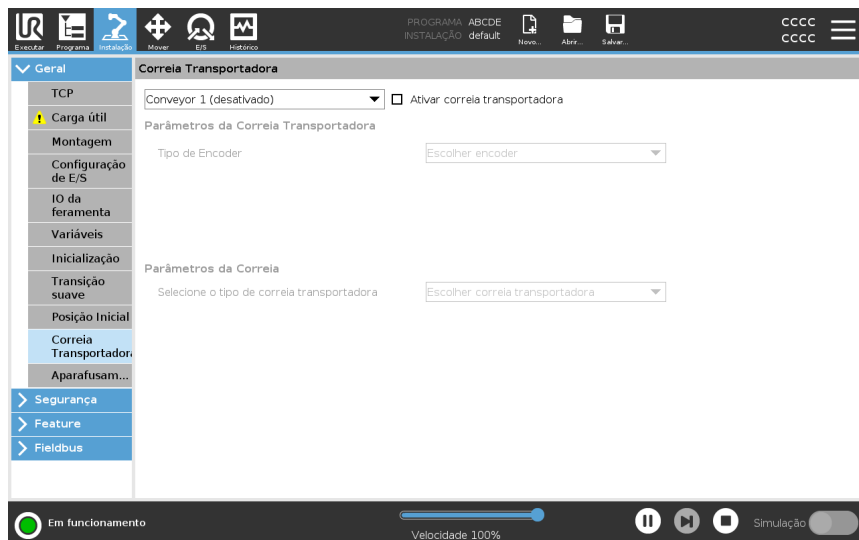 UR
Executar
Programa
Instalação
Mover
E/S
Histórico
PROGRAMA ABCDE
INSTALAÇÃO default
Novo...
Abrir...
Salvar...
CCCC
CCCC
Geral
TCP
Carga útil
Montagem
Configuração
de E/S
IO da
feramenta
Variáveis
Inicialização
Transição
suave
Posição Inicial
Correia
Transportadora
Aparafusam...
Segurança
Feature
Fieldbus
Correia Transportadora
Conveyor 1 (desativado)
Ativar correia transportadora
Parâmetros da Correia Transportadora
Tipo de Encoder
Escolher encoder
Parâmetros da Correia
Selecione o tipo de correia transportadora
Escolher correia transportadora
Em funcionamento
Velocidade 100%
Simulação